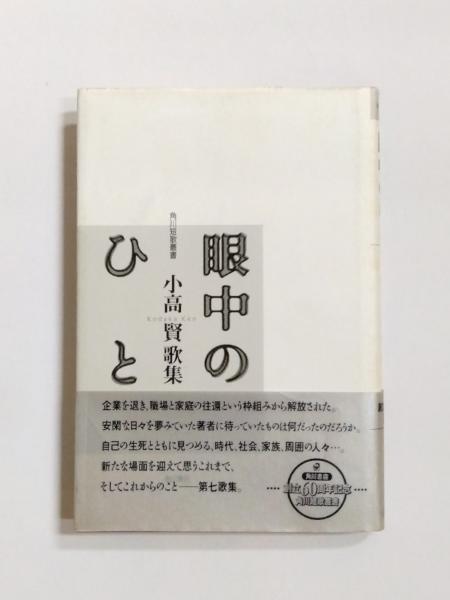 眼中の
ひと
角川短歌叢書
小高賢歌集
Kodaka Ken
企業を退き、職場と家庭の往還という枠組みから解放された。
安閑な日々を夢みていた著者に待っていたものは何だったのだろうか。
自己の生死とともに見つめる、時代、社会、家族、周囲の人々…。
新たな場面を迎えて思うこれまで、
そしてこれからのこと──第七歌集。
角川書店
創立60周年記念
角川短歌叢書